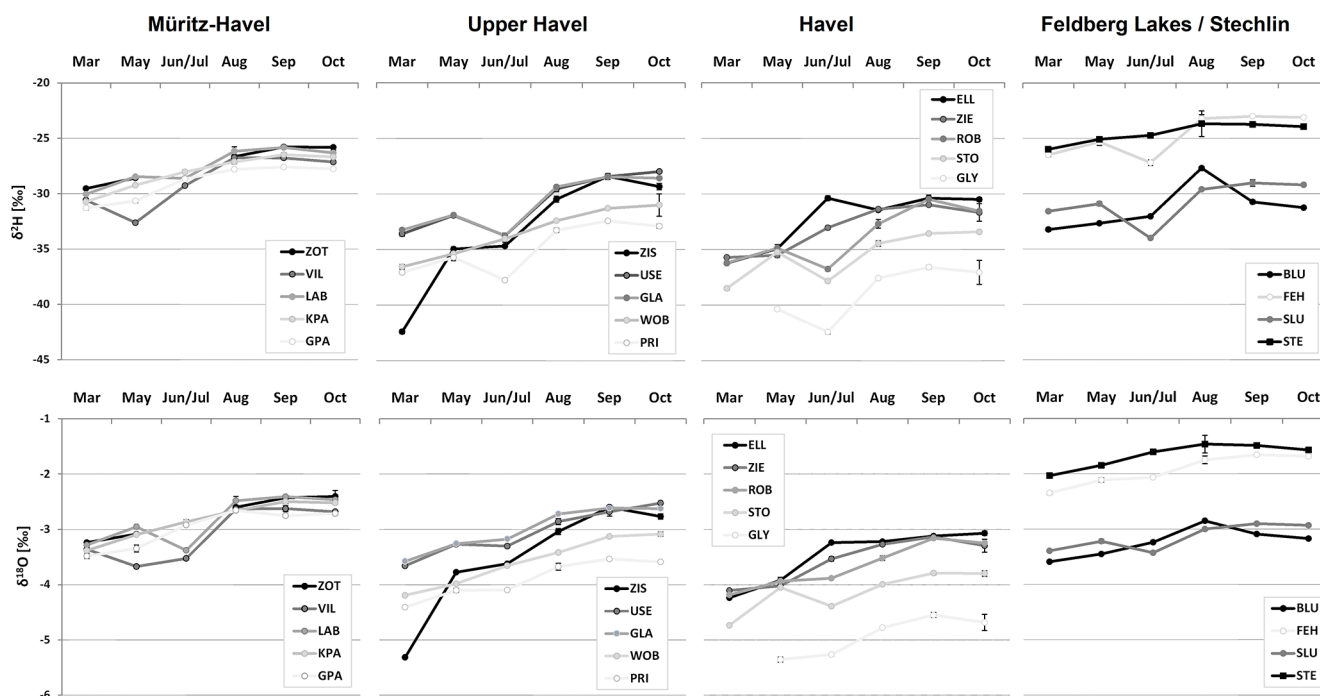 Müritz-Havel Upper Havel Havel Feldberg Lakes / Stechlin
Mar May Jun/Jul Aug Sep Oct Mar May Jun/Jul Aug Sep Oct Mar May Jun/Jul Aug Sep Oct Mar May Jun/Jul Aug Sep Oct
-20
-25
-30
-35
-40
-45
δ²H [‰]
ZOT
VIL
LAB
KPA
GPA
ZIS
USE
GLA
WOB
PRI
ELL
ZIE
ROB
STO
GLY
BLU
FEH
SLU
STE
Mar May Jun/Jul Aug Sep Oct Mar May Jun/Jul Aug Sep Oct Mar May Jun/Jul Aug Sep Oct Mar May Jun/Jul Aug Sep Oct
-1
-2
-3
-4
-5
-6
δ¹⁸O [‰]
ZOT
VIL
LAB
KPA
GPA
ZIS
USE
GLA
WOB
PRI
ELL
ZIE
ROB
STO
GLY
BLU
FEH
SLU
STE